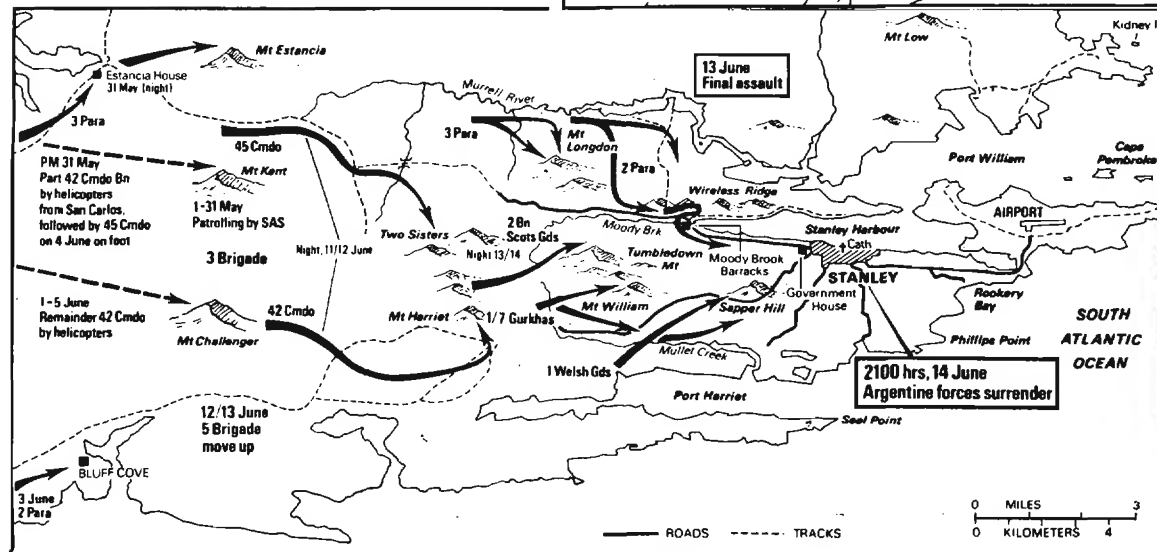 Mt Estancia
Estancia House
31 May (night)
3 Para
PM 31 May
Part 42 Cmdo Bn
by helicopters
from San Carlos,
followed by 45 Cmdo
on 4 June on foot
45 Cmdo
Mt Kent
1-31 May
Patrolling by SAS
3 Brigade
Night, 11/12 June
1-5 June
Remainder 42 Cmdo
by helicopters
Mt Challenger
42 Cmdo
12/13 June
5 Brigade
move up
BLUFF COVE
3 June
2 Para
Murrell River
3 Para
Mt
Longdon
2 Para
13 June
Final assault
Mt Low
Kidney
Port William
Cape
Pembroke
Wireless Ridge
AIRPORT
Two Sisters
2 Bn
Scots Gds
Night 13/14
Moody Brk
Tumbledown
Mt
Moody Brook
Barracks
Stanley Harbour
Cath
STANLEY
Government
House
Rookery
Bay
Mt William
Sapper Hill
Mt Harriet
1/7 Gurkhas
Mullet Creek
1 Welsh Gds
Port Harriet
Phillips Point
SOUTH
ATLANTIC
OCEAN
2100 hrs, 14 June
Argentine forces surrender
Seal Point
0 MILES 3
0 KILOMETERS 4
ROADS
TRACKS